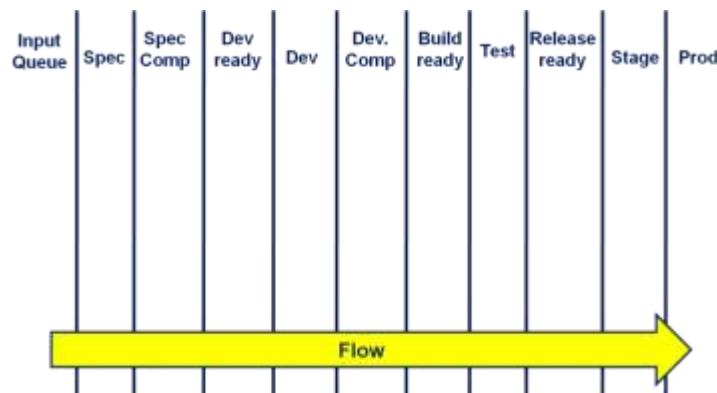 Input
Queue
Spec
Spec
Comp
Dev
ready
Dev
Dev.
Comp
Build
ready
Test
Release
ready
Stage
Prod
Flow